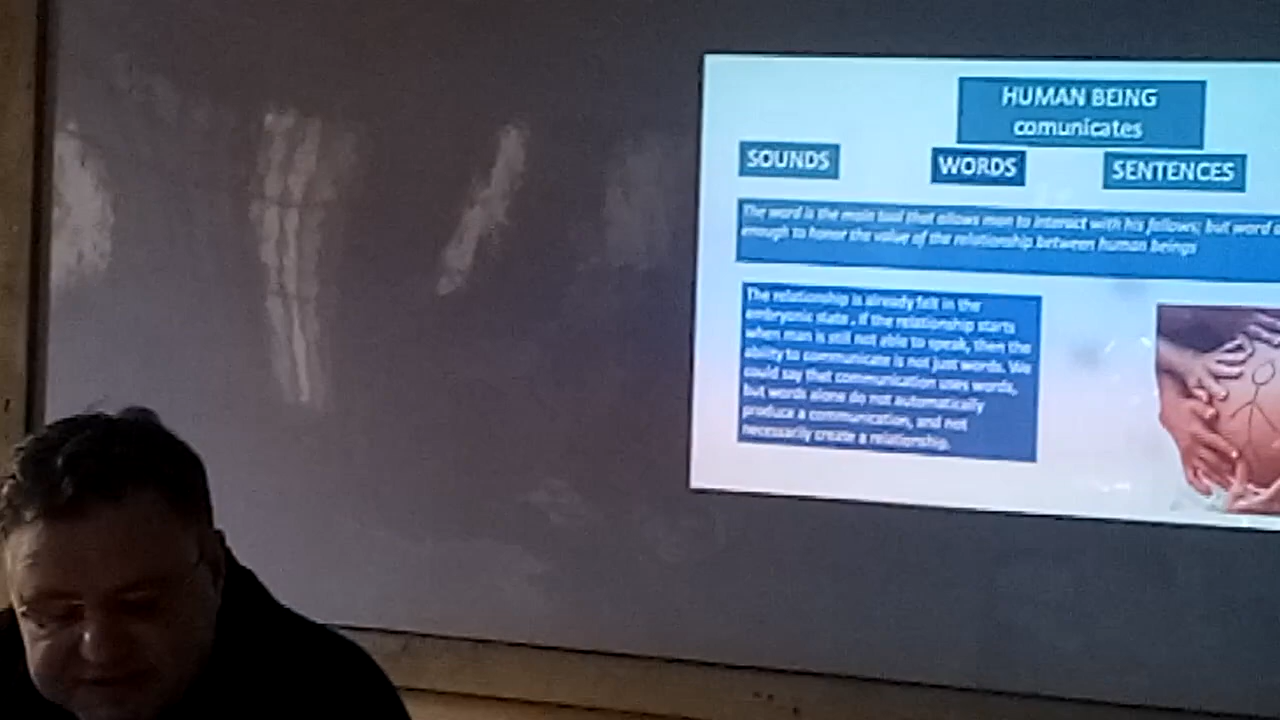 HUMAN BEING
comunicates
SOUNDS
WORDS
SENTENCES
The word is the main tool that allows man to interact with his fellows; but word
enough to honor the value of the relationship between human beings
The relationship is already felt in the
embryonic state , if the relationship starts
when man is still not able to speak, then the
ability to communicate is not just words. We
could say that communication uses words,
but words alone do not automatically
produce a communication, and not
necessarily create a relationship.